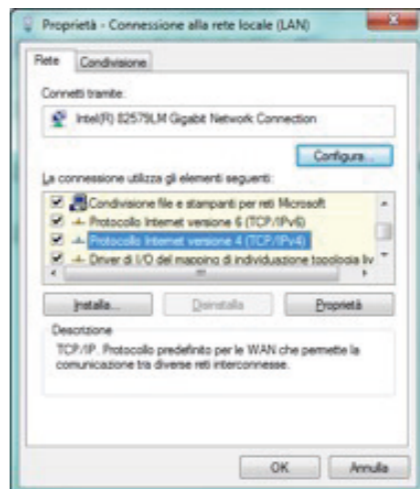 Proprietà - Connessione alla rete locale (LAN)
Rete
Condivisione
Connetti tramite:
Intel(R) 82579LM Gigabit Network Connection
Configura...
La connessione utilizza gli elementi seguenti:
Condivisione file e stampanti per reti Microsoft
Protocollo Internet versione 6 (TCP/IPv6)
Protocollo Internet versione 4 (TCP/IPv4)
Driver di I/O del mapping di individuazione topologia liv
Installa...
Disinstalla
Proprietà
Descrizione
TCP/IP. Protocollo predefinito per le WAN che permette la
comunicazione tra diverse reti interconnesse.
OK
Annulla